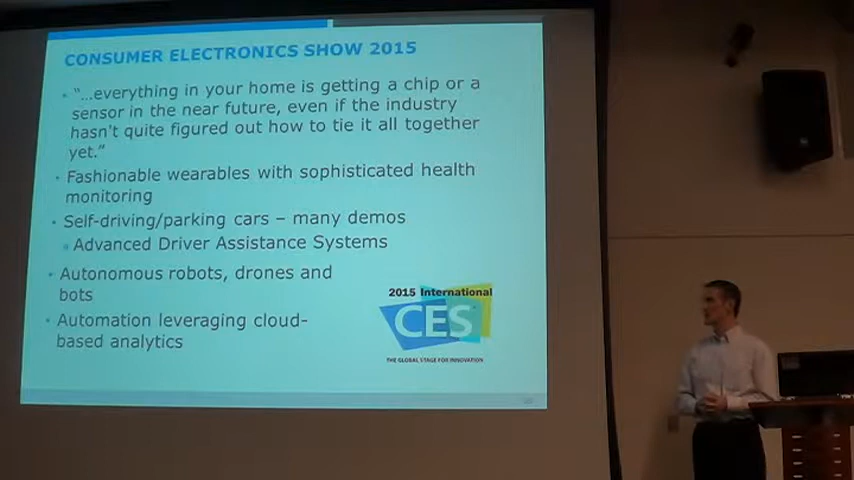 CONSUMER ELECTRONICS SHOW 2015
"…everything in your home is getting a chip or a
sensor in the near future, even if the industry
hasn't quite figured out how to tie it all together
yet."
Fashionable wearables with sophisticated health
monitoring
Self-driving/parking cars – many demos
Advanced Driver Assistance Systems
Autonomous robots, drones and
bots
Automation leveraging cloud-
based analytics
2015 International
CES
THE GLOBAL STAGE FOR INNOVATION